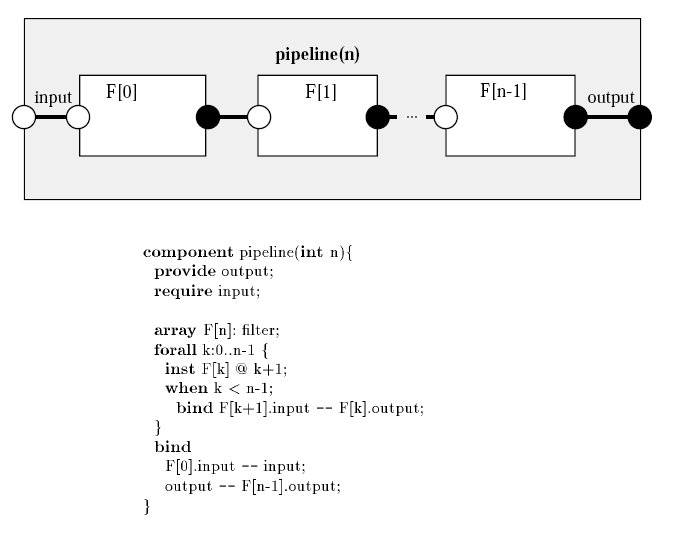 pipeline(n)
input F[0] F[1] ... F[n-1] output
component pipeline(int n){
provide output;
require input;
array F[n]: filter;
forall k:0..n-1 {
inst F[k] @ k+1;
when k < n-1;
bind F[k+1].input -- F[k].output;
}
bind
F[0].input -- input;
output -- F[n-1].output;
}